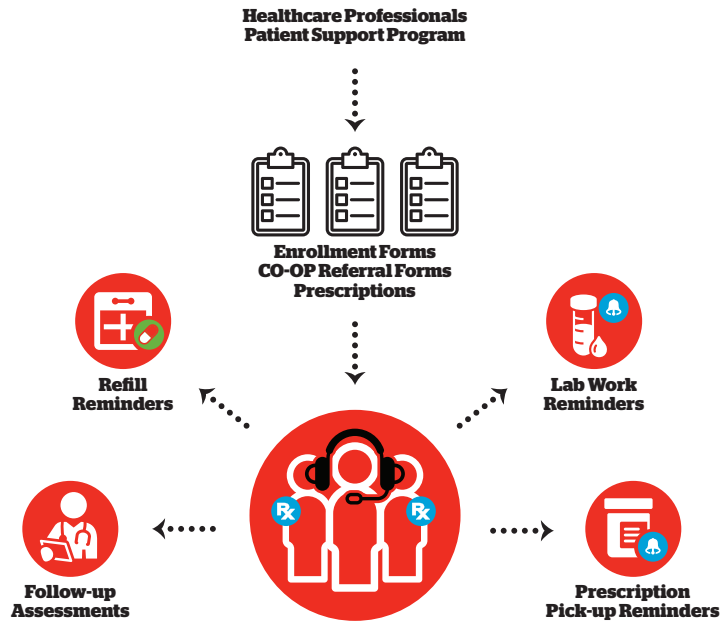 Healthcare Professionals
Patient Support Program
Enrollment Forms
CO-OP Referral Forms
Prescriptions
Refill
Reminders
Lab Work
Reminders
Rx
Rx
Follow-up
Assessments
Prescription
Pick-up Reminders